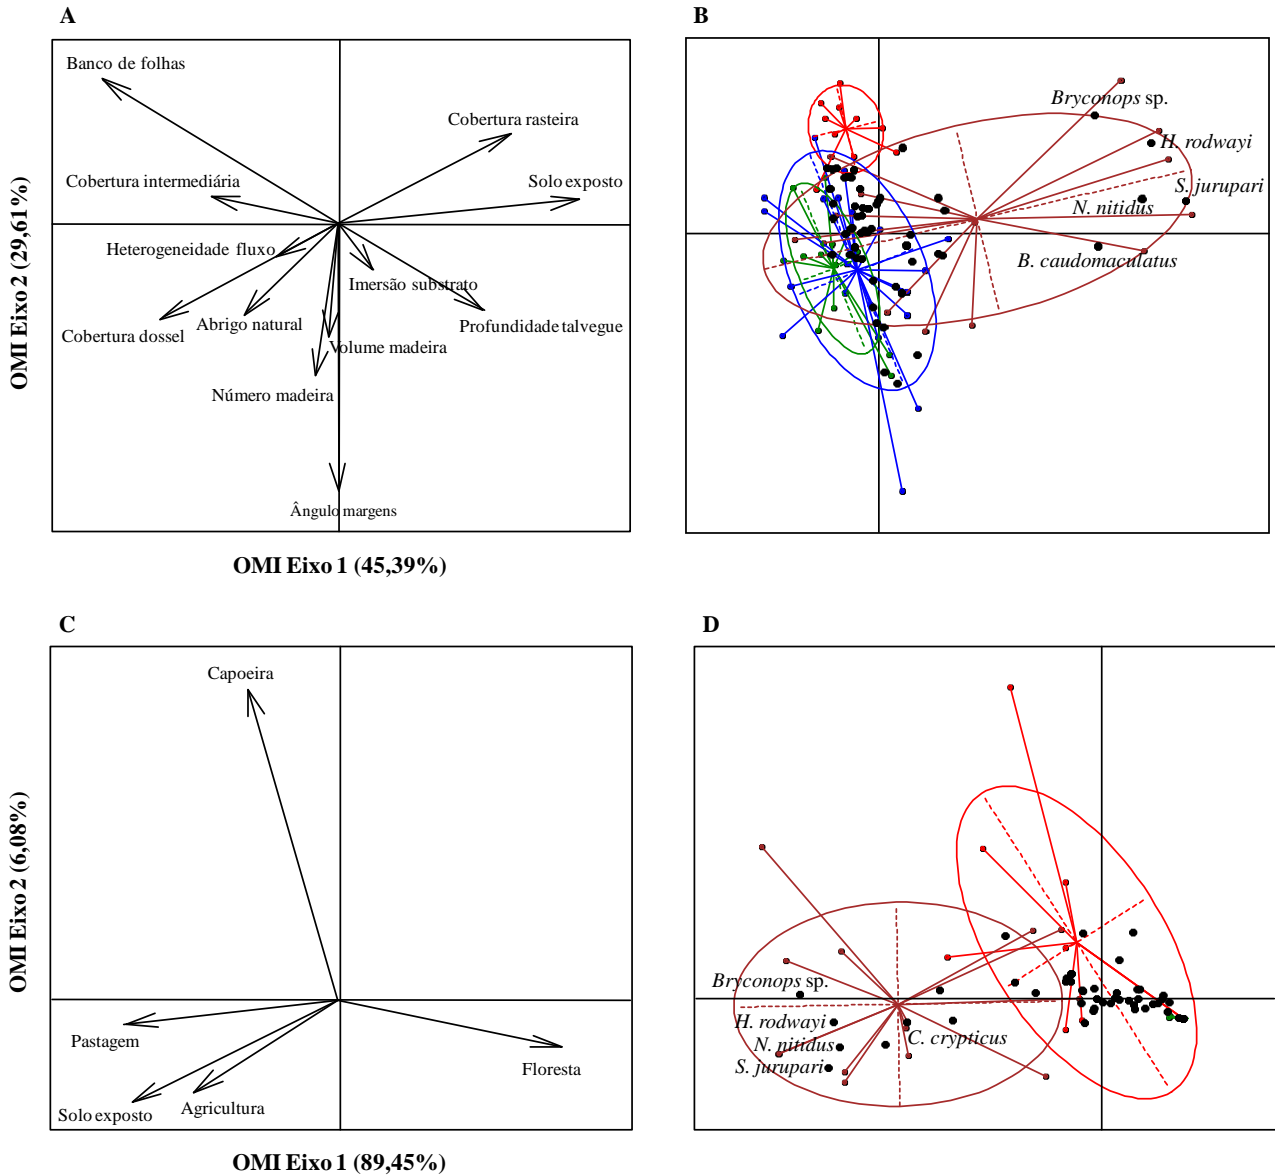 A
Banco de folhas
Cobertura rasteira
Cobertura intermediária
Solo exposto
Heterogeneidade fluxo
Imersão substrato
Cobertura dossel
Abrigo natural
Profundidade talvegue
Volume madeira
Número madeira
Ângulo margens
OMI Eixo 2 (29,61%)
OMI Eixo 1 (45,39%)
B
Bryconops sp.
H. rodwayi
S. jurupari
N. nitidus
B. caudomaculatus
C
Capoeira
Pastagem
Solo exposto
Agricultura
Floresta
OMI Eixo 2 (6,08%)
OMI Eixo 1 (89,45%)
D
Bryconops sp.
H. rodwayi
C. crypticus
N. nitidus
S. jurupari